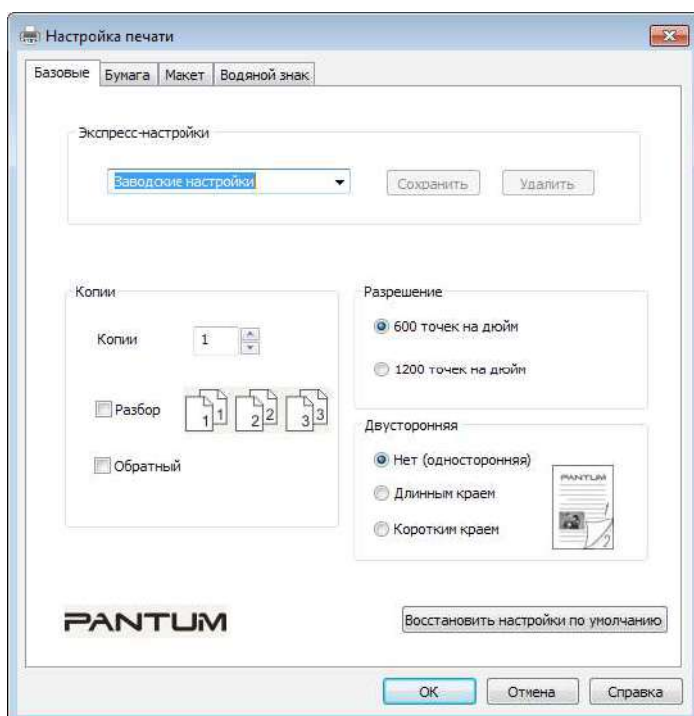 Настройка печати
Базовые Бумага Макет Водяной знак
Экспресс-настройки
Заводские настройки Сохранить Удалить
Копии
Копии 1
Разбор 1 1 2 2 3 3
Обратный
Разрешение
600 точек на дюйм
1200 точек на дюйм
Двусторонняя
Нет (односторонняя)
Длинным краем
Коротким краем
PANTUM
1
2
PANTUM
Восстановить настройки по умолчанию
OK Отмена Справка